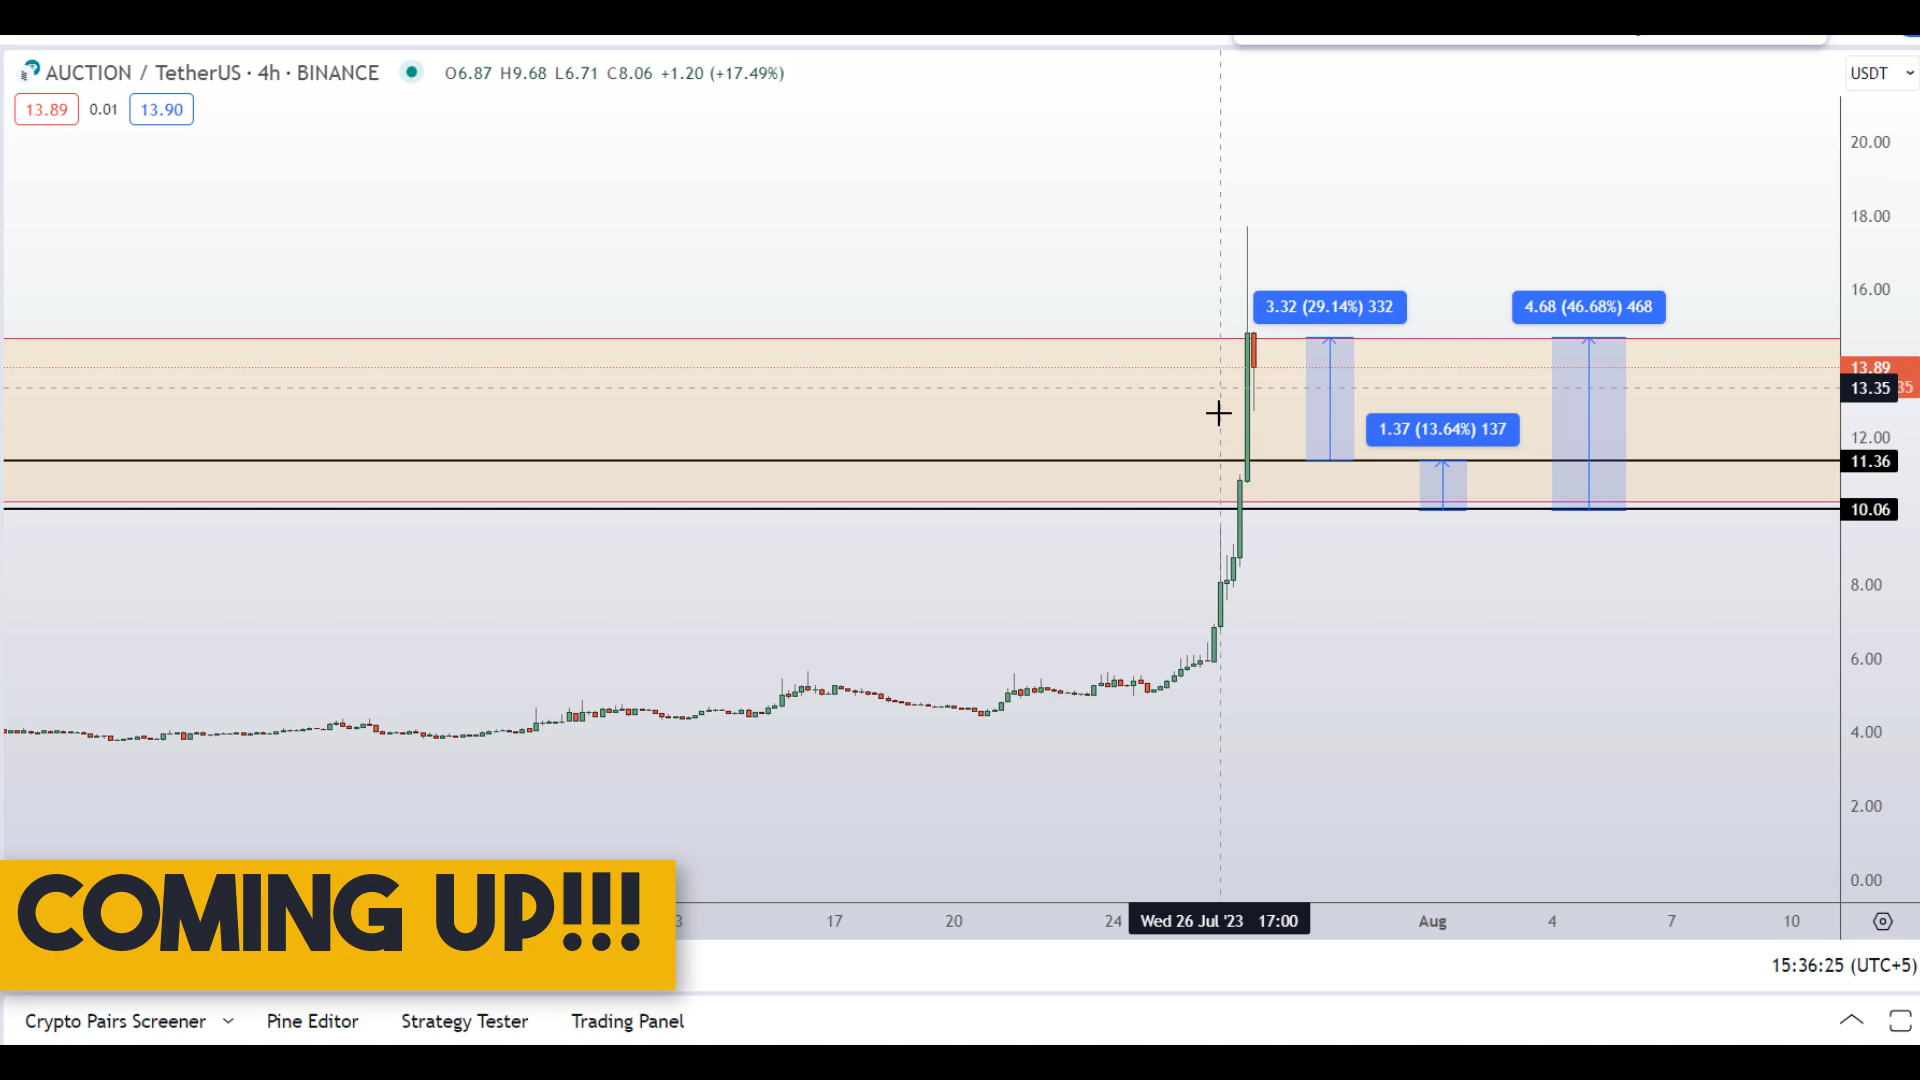 AUCTION / TetherUS · 4h · BINANCE
O6.87 H9.68 L6.71 C8.06 +1.20 (+17.49%)
USDT
13.89 0.01 13.90
20.00
18.00
16.00
3.32 (29.14%) 332
4.68 (46.68%) 468
13.89
13.35
35
1.37 (13.64%) 137
12.00
11.36
10.06
8.00
6.00
4.00
2.00
0.00
COMING UP!!!
3 17 20 24 Wed 26 Jul '23 17:00 Aug 4 7 10
15:36:25 (UTC+5)
Crypto Pairs Screener Pine Editor Strategy Tester Trading Panel